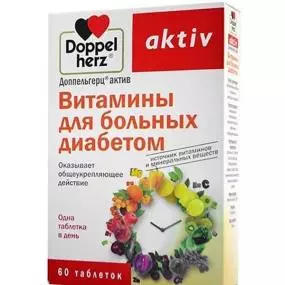 Doppel
herz®
aktiv
Доппельгерц® актив
Витамины
для больных
диабетом
Оказывает
общеукрепляющее
действие
источник витаминов и
минеральных веществ
Одна
таблетка
в день
60 таблеток